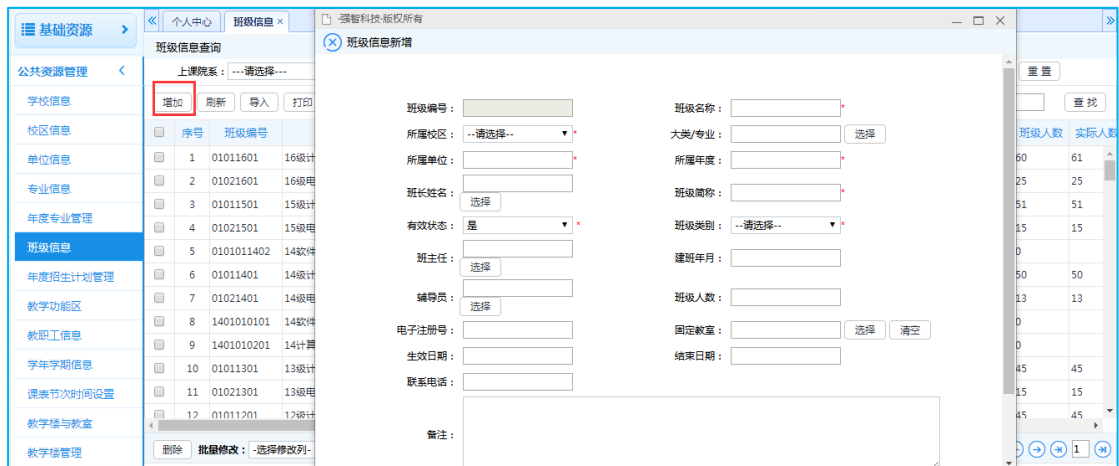 基础资源
公共资源管理
学校信息
校区信息
单位信息
专业信息
年度专业管理
班级信息
年度招生计划管理
教学功能区
教职工信息
学年学期信息
课表节次时间设置
教学楼与教室
教学楼管理
个人中心 班级信息 ×
班级信息查询
上课院系： ---请选择--- 重 置
增加 刷新 导入 打印 查 找
序号 班级编号 班级人数 实际人数
1 01011601 16级计 60 61
2 01021601 16级电 25 25
3 01011501 15级计 51 51
4 01021501 15级电 15 15
5 0101011402 14软件 0
6 01011401 14级计 50 50
7 01021401 14级电 13 13
8 1401010101 14软件 0
9 1401010201 14计算 0
10 01011301 13级计 45 45
11 01021301 13级电 15 15
12 01011201 12级计 45 45
删除 批量修改： -选择修改列- 1
-强智科技-版权所有
班级信息新增
班级编号： 班级名称： *
所属校区： --请选择-- * 大类/专业： 选择
所属单位： * 所属年度： *
班长姓名： 选择 班级简称： *
有效状态： 是 * 班级类别： --请选择-- *
班主任： 选择 建班年月：
辅导员： 选择 班级人数：
电子注册号： 固定教室： 选择 清空
生效日期： 结束日期：
联系电话：
备注：